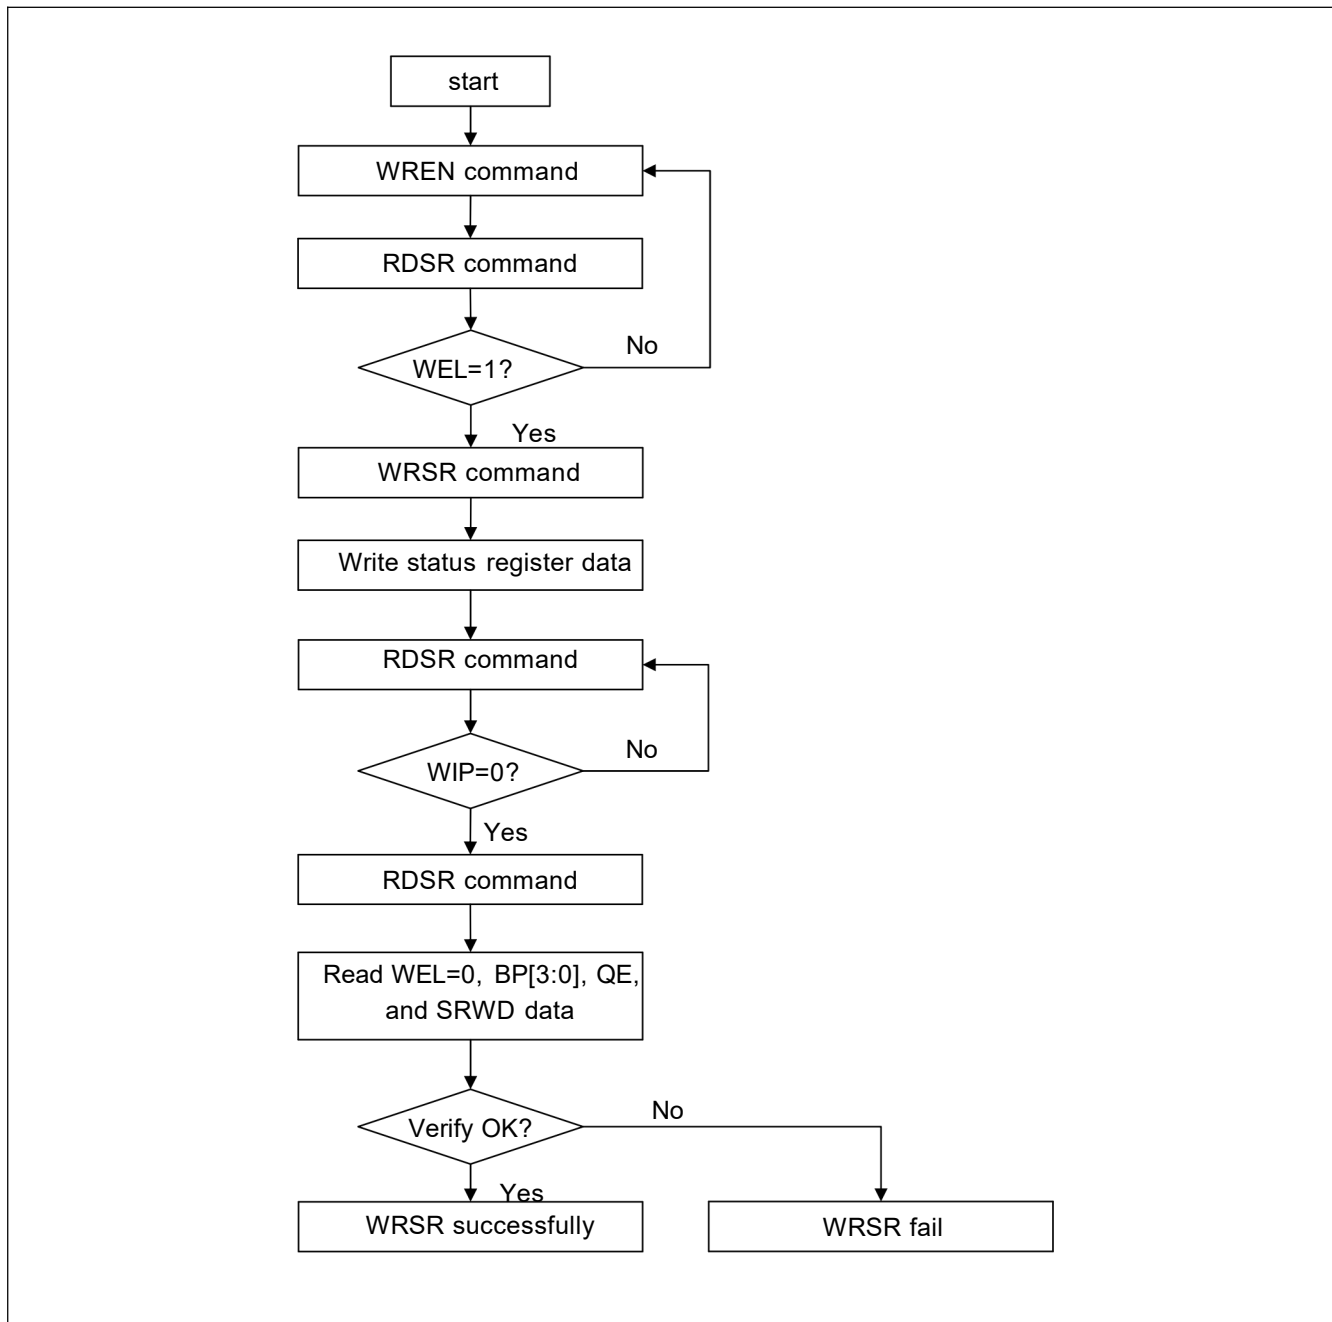 start
WREN command
RDSR command
WEL=1?
No
Yes
WRSR command
Write status register data
RDSR command
WIP=0?
No
Yes
RDSR command
Read WEL=0, BP[3:0], QE,
and SRWD data
Verify OK?
No
Yes
WRSR successfully
WRSR fail